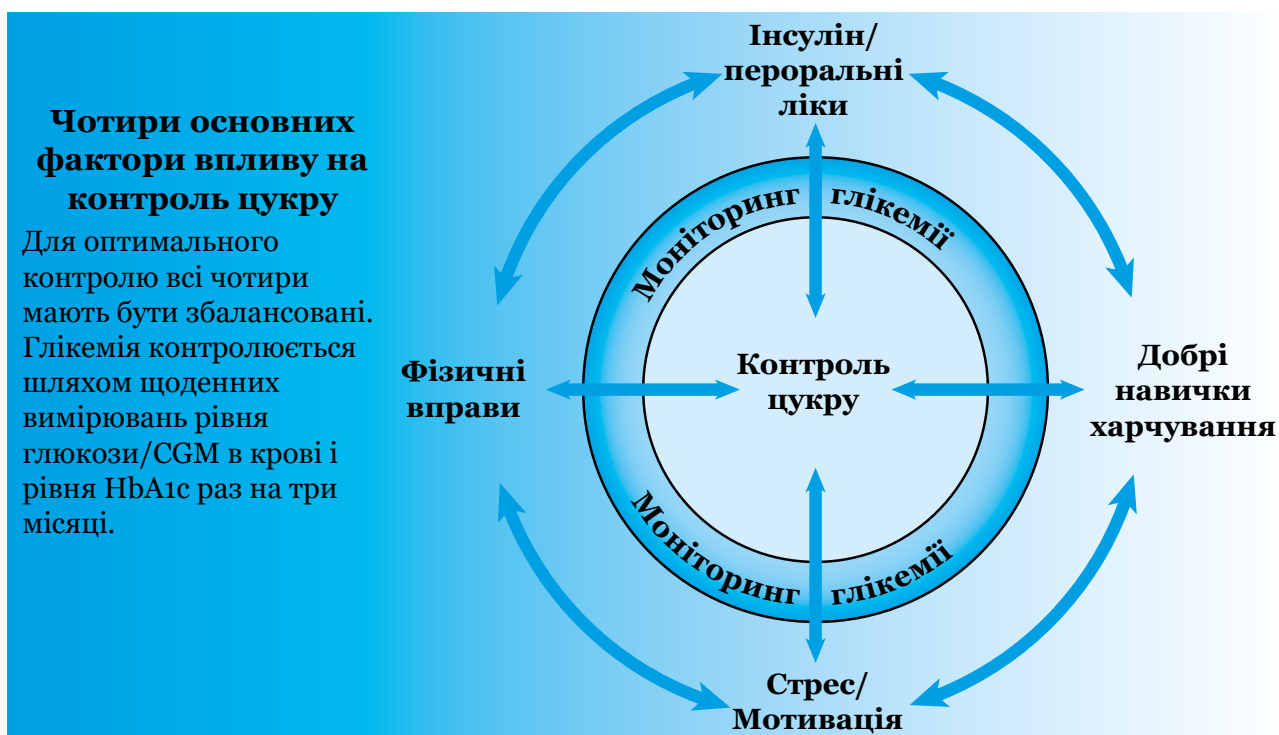 Чотири основних
фактори впливу на
контроль цукру
Для оптимального
контролю всі чотири
мають бути збалансовані.
Глікемія контролюється
шляхом щоденних
вимірювань рівня
глюкози/CGM в крові і
рівня HbA1c раз на три
місяці.
Інсулін/
пероральні
ліки
Моніторинг глікемії
Фізичні
вправи
Контроль
цукру
Добрі
навички
харчування
Моніторинг глікемії
Стрес/
Мотивація